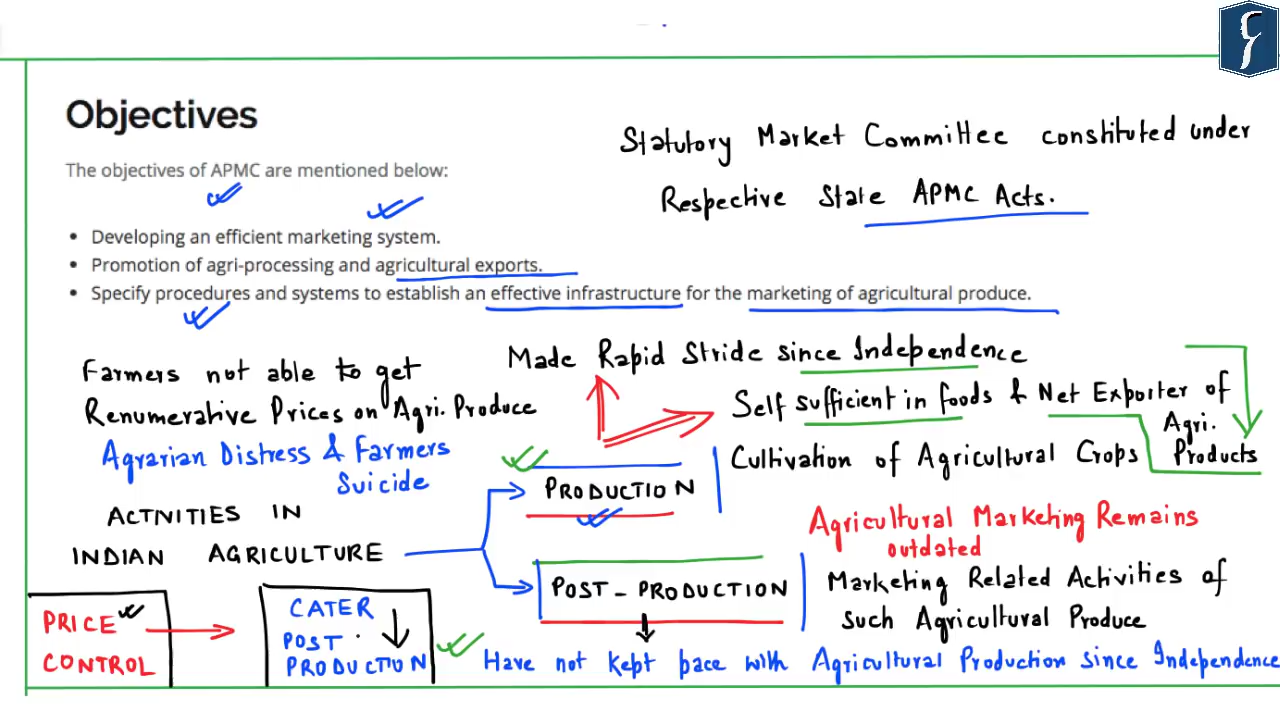 Objectives
The objectives of APMC are mentioned below:
Statutory Market Committee constituted under
Respective State APMC Acts.
• Developing an efficient marketing system.
• Promotion of agri-processing and agricultural exports.
• Specify procedures and systems to establish an effective infrastructure for the marketing of agricultural produce.
Farmers not able to get
Renumerative Prices on Agri. Produce
Agrarian Distress & Farmers
Suicide
Made Rapid Stride since Independence
Self sufficient in foods & Net Exporter of
Agri.
Products
Cultivation of Agricultural Crops
PRODUCTION
ACTIVITIES IN
INDIAN AGRICULTURE
Agricultural Marketing Remains
outdated
POST - PRODUCTION
Marketing Related Activities of
such Agricultural Produce
PRICE
CONTROL
CATER
POST
PRODUCTION
Have not kept pace with Agricultural Production since Independence